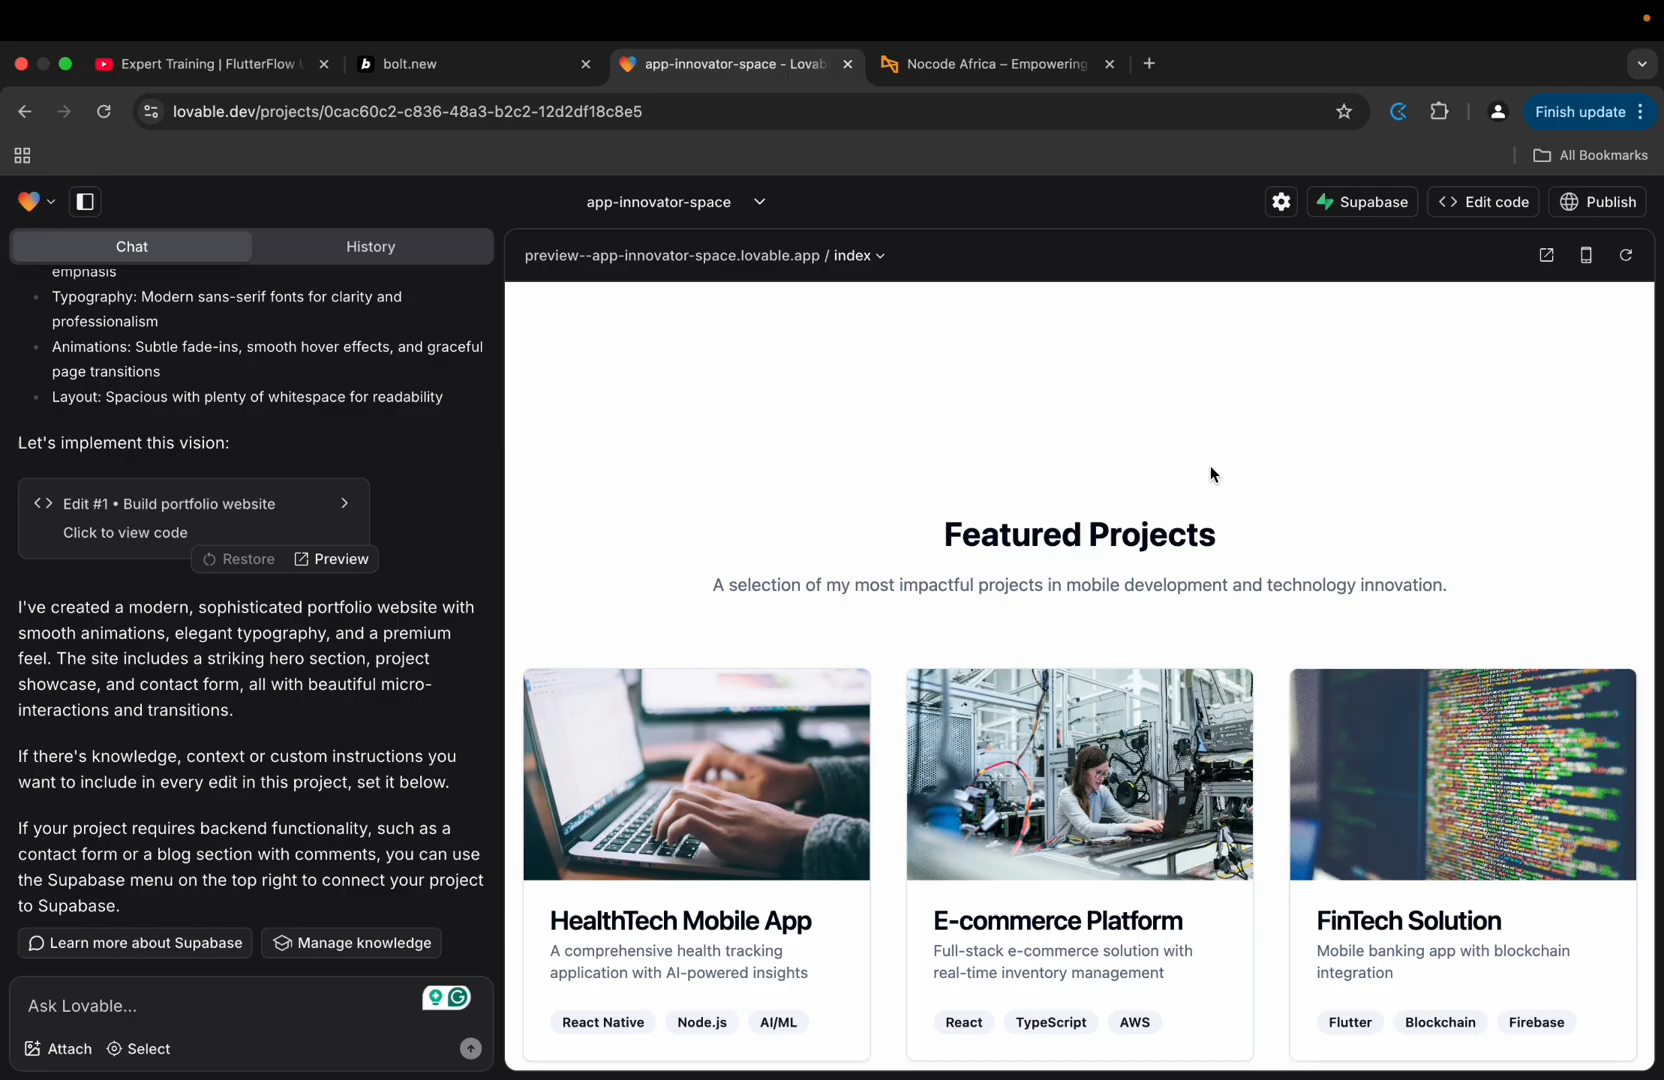 Expert Training | FlutterFlow
bolt.new
app-innovator-space - Lovab
Nocode Africa – Empowering
lovable.dev/projects/0cac60c2-c836-48a3-b2c2-12d2df18c8e5
Finish update
All Bookmarks
app-innovator-space
Supabase
Edit code
Publish
Chat
History
preview--app-innovator-space.lovable.app / index
emphasis
Typography: Modern sans-serif fonts for clarity and
professionalism
Animations: Subtle fade-ins, smooth hover effects, and graceful
page transitions
Layout: Spacious with plenty of whitespace for readability
Let's implement this vision:
Edit #1 • Build portfolio website
Click to view code
Restore
Preview
I've created a modern, sophisticated portfolio website with
smooth animations, elegant typography, and a premium
feel. The site includes a striking hero section, project
showcase, and contact form, all with beautiful micro-
interactions and transitions.
If there's knowledge, context or custom instructions you
want to include in every edit in this project, set it below.
If your project requires backend functionality, such as a
contact form or a blog section with comments, you can use
the Supabase menu on the top right to connect your project
to Supabase.
Learn more about Supabase
Manage knowledge
Ask Lovable...
Attach
Select
Featured Projects
A selection of my most impactful projects in mobile development and technology innovation.
HealthTech Mobile App
A comprehensive health tracking
application with AI-powered insights
React Native
Node.js
AI/ML
E-commerce Platform
Full-stack e-commerce solution with
real-time inventory management
React
TypeScript
AWS
FinTech Solution
Mobile banking app with blockchain
integration
Flutter
Blockchain
Firebase